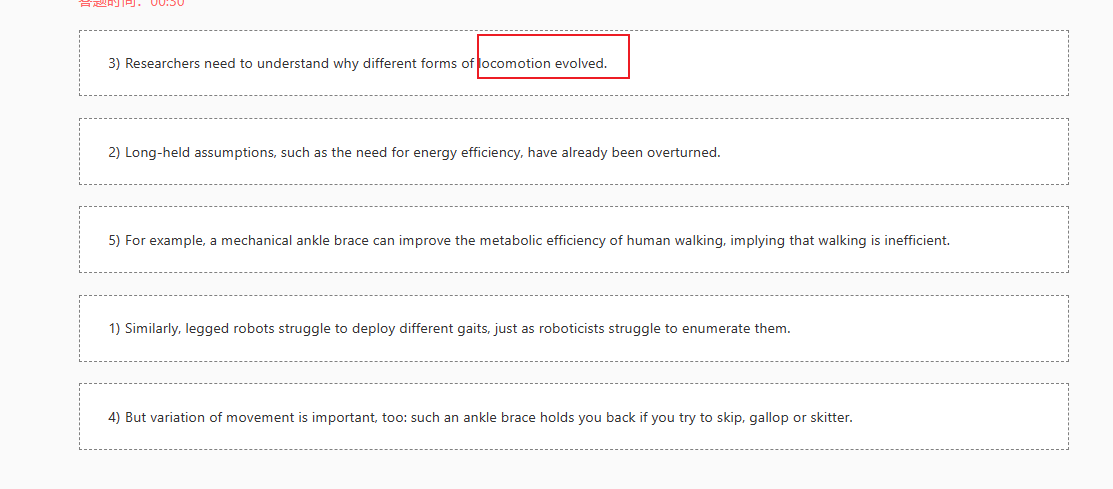 答题时间：00:30
3) Researchers need to understand why different forms of locomotion evolved.
2) Long-held assumptions, such as the need for energy efficiency, have already been overturned.
5) For example, a mechanical ankle brace can improve the metabolic efficiency of human walking, implying that walking is inefficient.
1) Similarly, legged robots struggle to deploy different gaits, just as roboticists struggle to enumerate them.
4) But variation of movement is important, too: such an ankle brace holds you back if you try to skip, gallop or skitter.